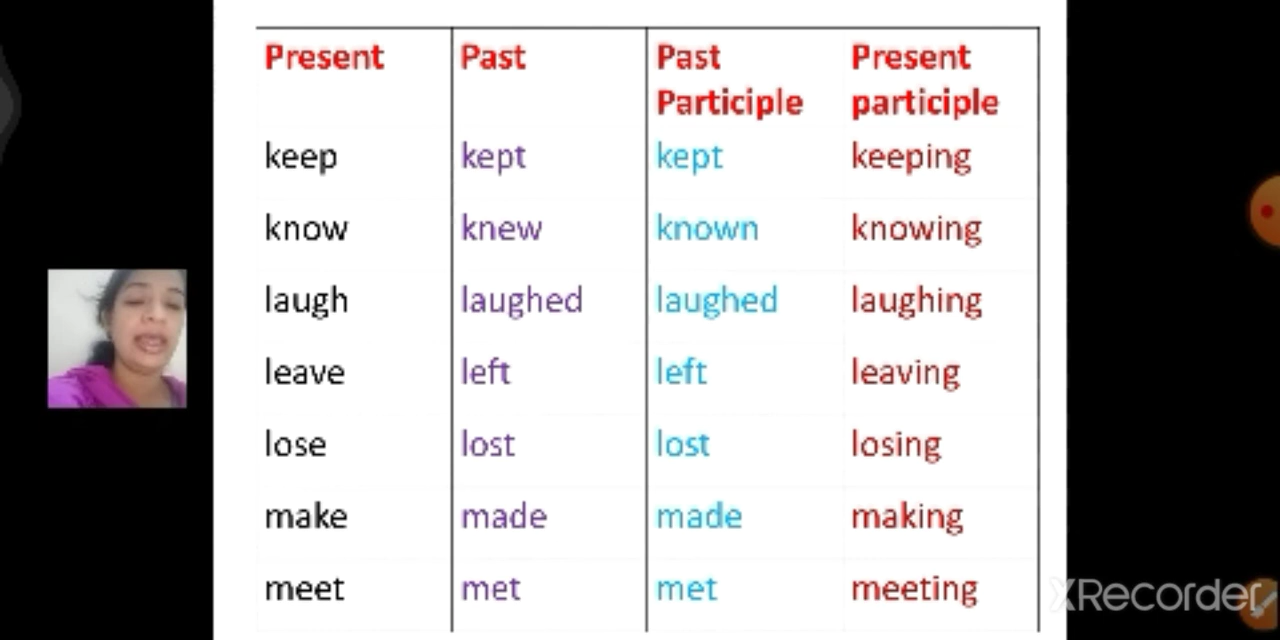 Present Past Past Present
Participle participle
keep kept kept keeping
know knew known knowing
laugh laughed laughed laughing
leave left left leaving
lose lost lost losing
make made made making
meet met met meeting
XRecorder